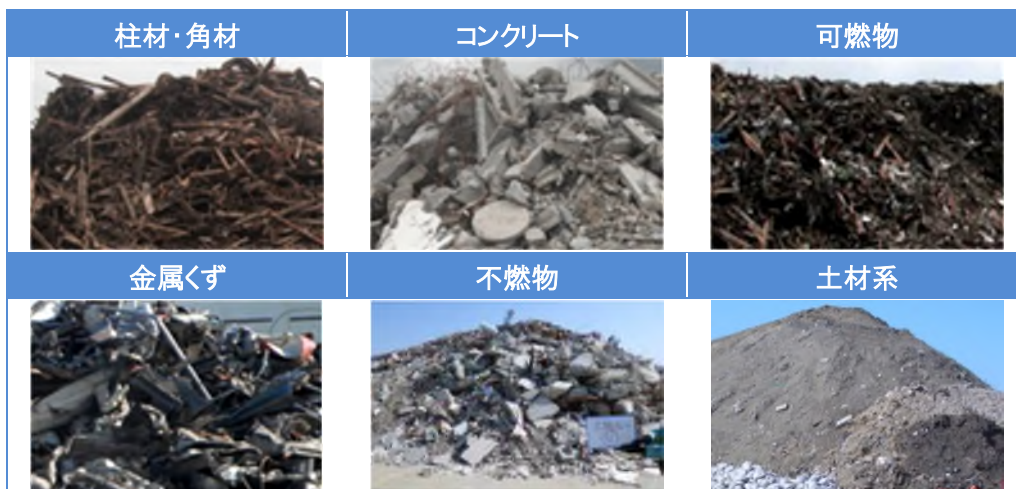 柱材・角材
コンクリート
可燃物
金属くず
不燃物
土材系